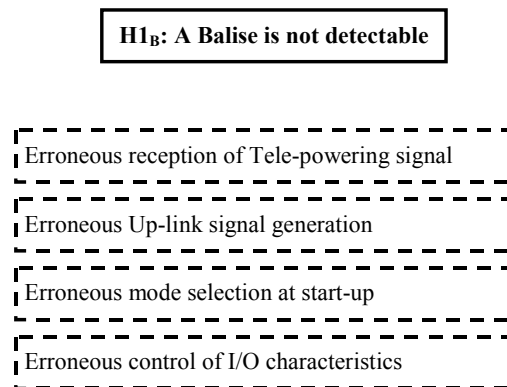 H1B: A Balise is not detectable
Erroneous reception of Tele-powering signal
Erroneous Up-link signal generation
Erroneous mode selection at start-up
Erroneous control of I/O characteristics